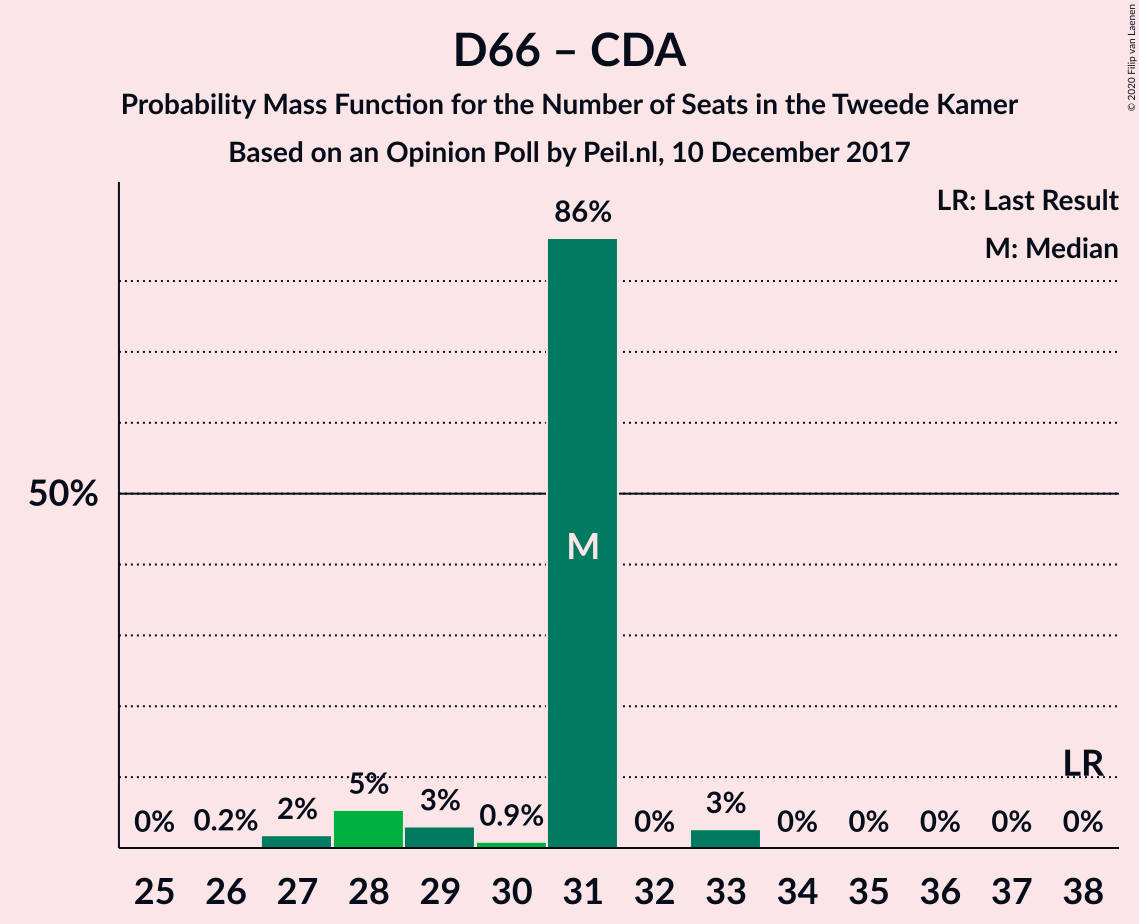 D66 – CDA
Probability Mass Function for the Number of Seats in the Tweede Kamer
Based on an Opinion Poll by Peil.nl, 10 December 2017
© 2020 Filip van Laenen
LR: Last Result
M: Median
86%
50%
M
LR
0%
0.2%
2%
5%
3%
0.9%
0%
3%
0%
0%
0%
0%
0%
25 26 27 28 29 30 31 32 33 34 35 36 37 38